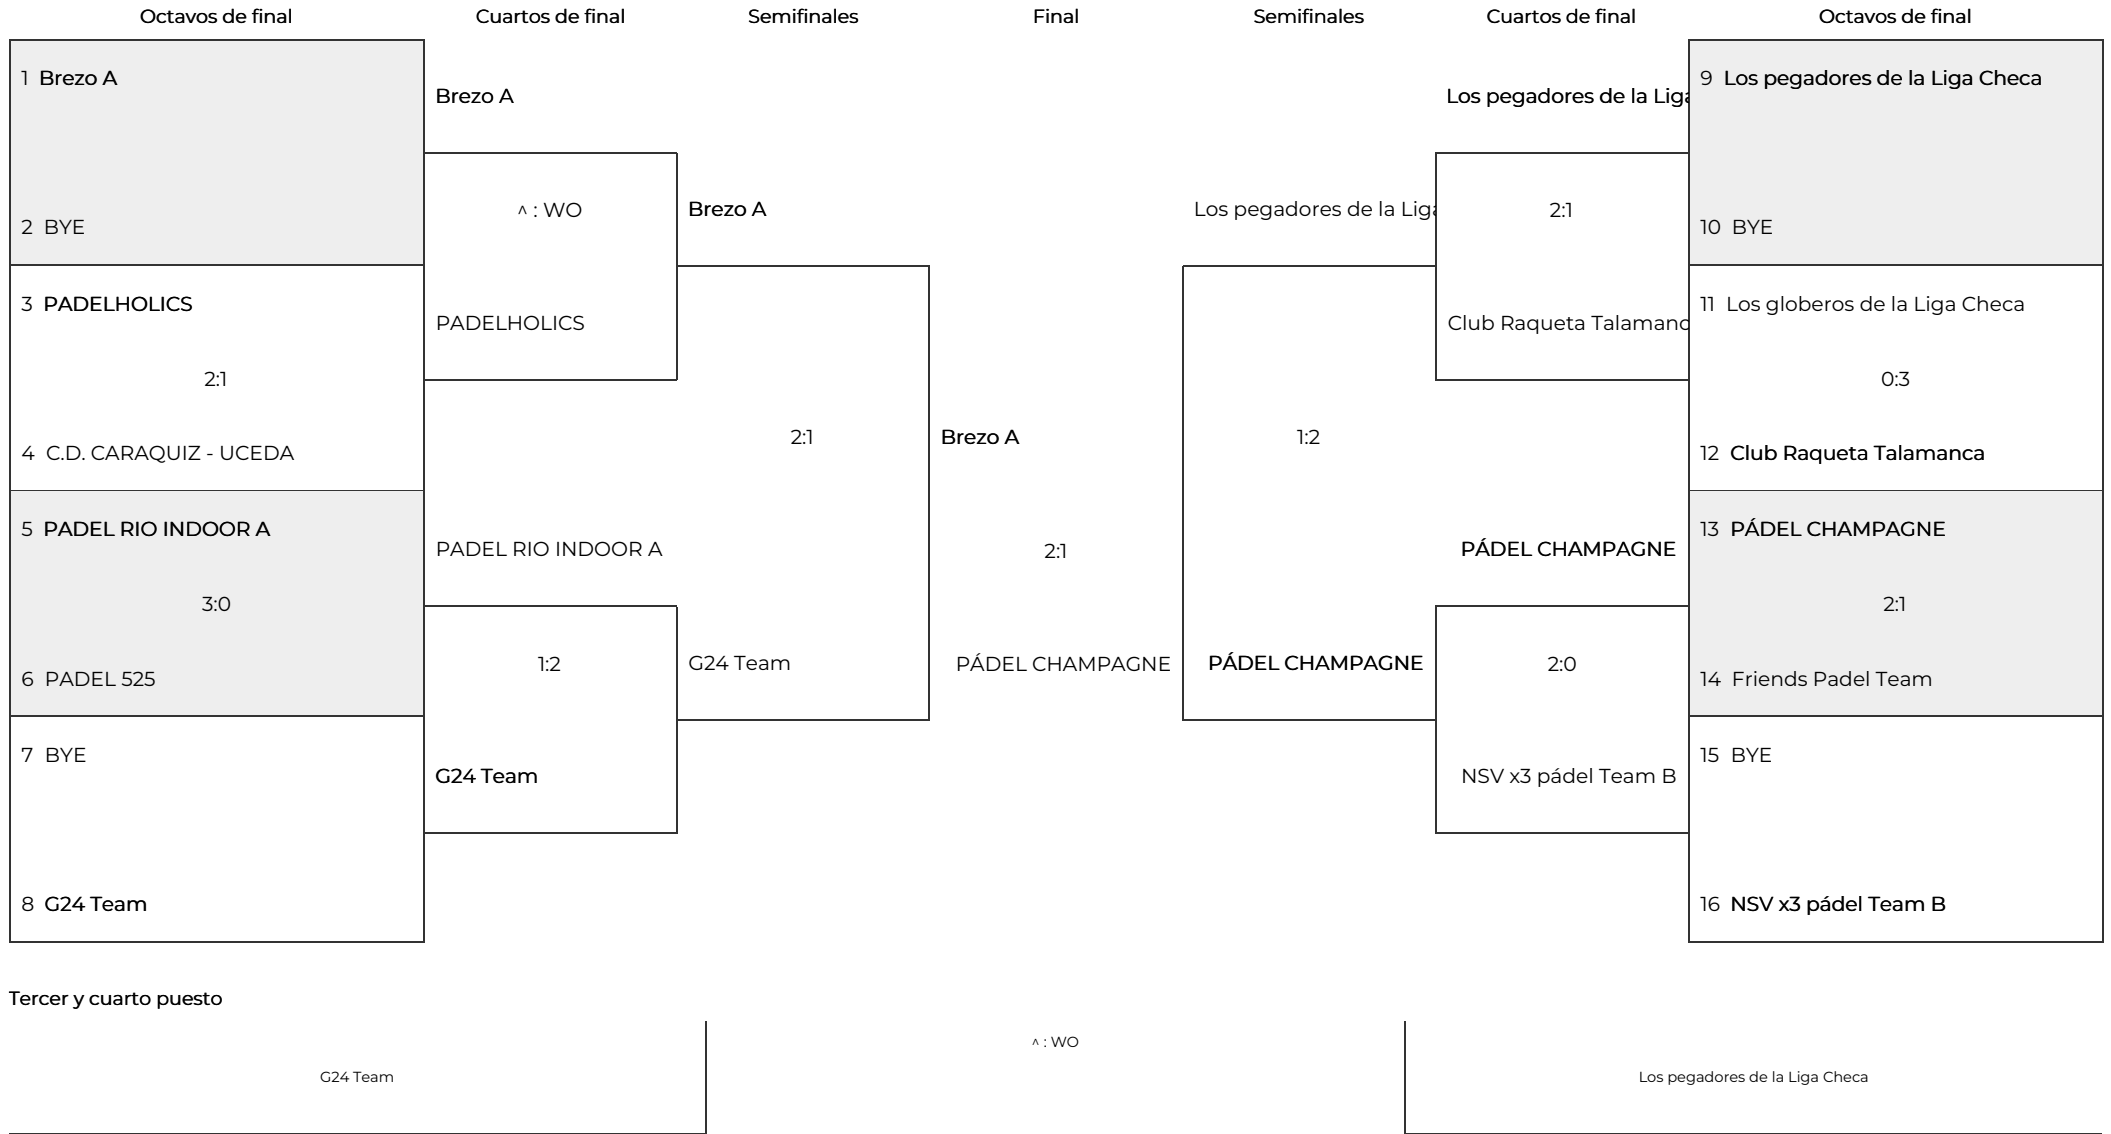 Octavos de final
Cuartos de final
Semifinales
Final
Semifinales
Cuartos de final
Octavos de final
1 Brezo A
2 BYE
3 PADELHOLICS
2:1
4 C.D. CARAQUIZ - UCEDA
5 PADEL RIO INDOOR A
3:0
6 PADEL 525
7 BYE
8 G24 Team
Brezo A
^ : WO
PADELHOLICS
PADEL RIO INDOOR A
1:2
G24 Team
Brezo A
2:1
G24 Team
Brezo A
2:1
PÁDEL CHAMPAGNE
Los pegadores de la Liga
1:2
PÁDEL CHAMPAGNE
Los pegadores de la Liga
2:1
Club Raqueta Talamanc
PÁDEL CHAMPAGNE
2:0
NSV x3 pádel Team B
9 Los pegadores de la Liga Checa
10 BYE
11 Los globeros de la Liga Checa
0:3
12 Club Raqueta Talamanca
13 PÁDEL CHAMPAGNE
2:1
14 Friends Padel Team
15 BYE
16 NSV x3 pádel Team B
Tercer y cuarto puesto
G24 Team
^ : WO
Los pegadores de la Liga Checa